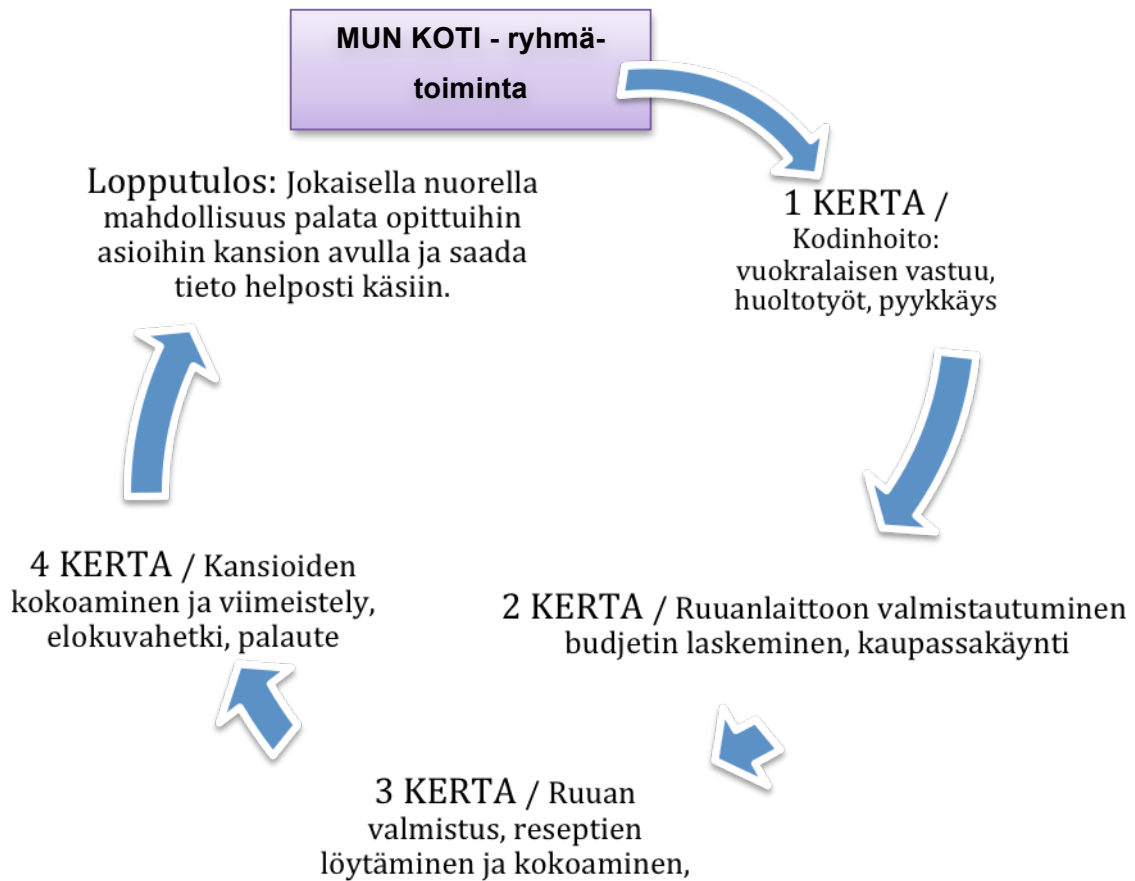 MUN KOTI - ryhmä-
toiminta
1 KERTA /
Kodinhoito:
vuokralaisen vastuu,
huoltotyöt, pyykkäys
2 KERTA / Ruuanlaittoon valmistautuminen
budjetin laskeminen, kaupassakäynti
3 KERTA / Ruuan
valmistus, reseptien
löytäminen ja kokoaminen,
4 KERTA / Kansioiden
kokoaminen ja viimeistely,
elokuvahetki, palaute
Lopputulos: Jokaisella nuorella
mahdollisuus palata opittuihin
asioihin kansion avulla ja saada
tieto helposti käsiin.